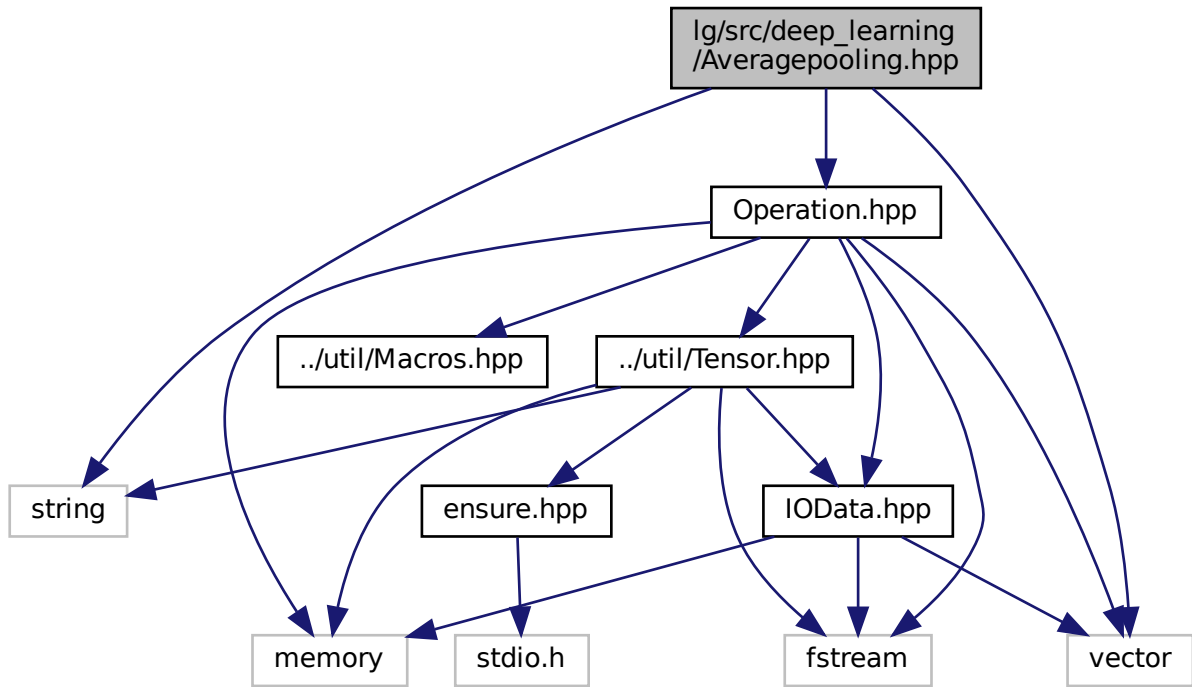 lg/src/deep_learning
/Averagepooling.hpp
Operation.hpp
../util/Macros.hpp
../util/Tensor.hpp
string
ensure.hpp
IOData.hpp
memory
stdio.h
fstream
vector